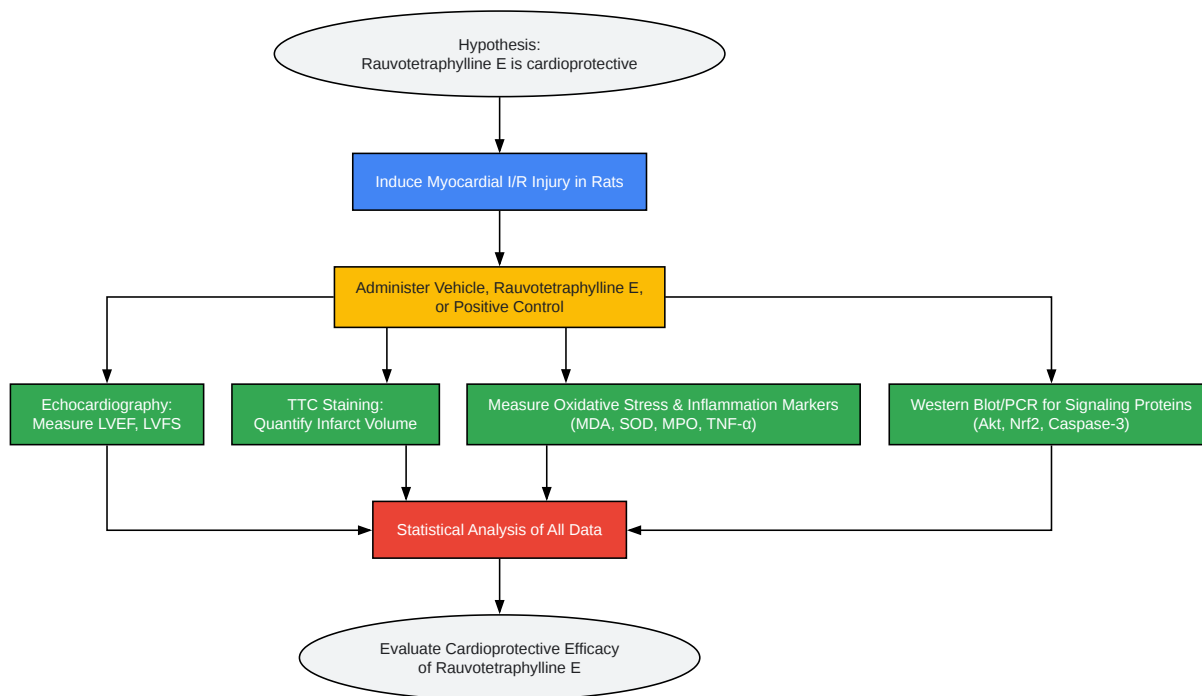 Hypothesis:
Rauvotetraphylline E is cardioprotective
Induce Myocardial I/R Injury in Rats
Administer Vehicle, Rauvotetraphylline E,
or Positive Control
Echocardiography:
Measure LVEF, LVFS
TTC Staining:
Quantify Infarct Volume
Measure Oxidative Stress & Inflammation Markers
(MDA, SOD, MPO, TNF-α)
Western Blot/PCR for Signaling Proteins
(Akt, Nrf2, Caspase-3)
Statistical Analysis of All Data
Evaluate Cardioprotective Efficacy
of Rauvotetraphylline E